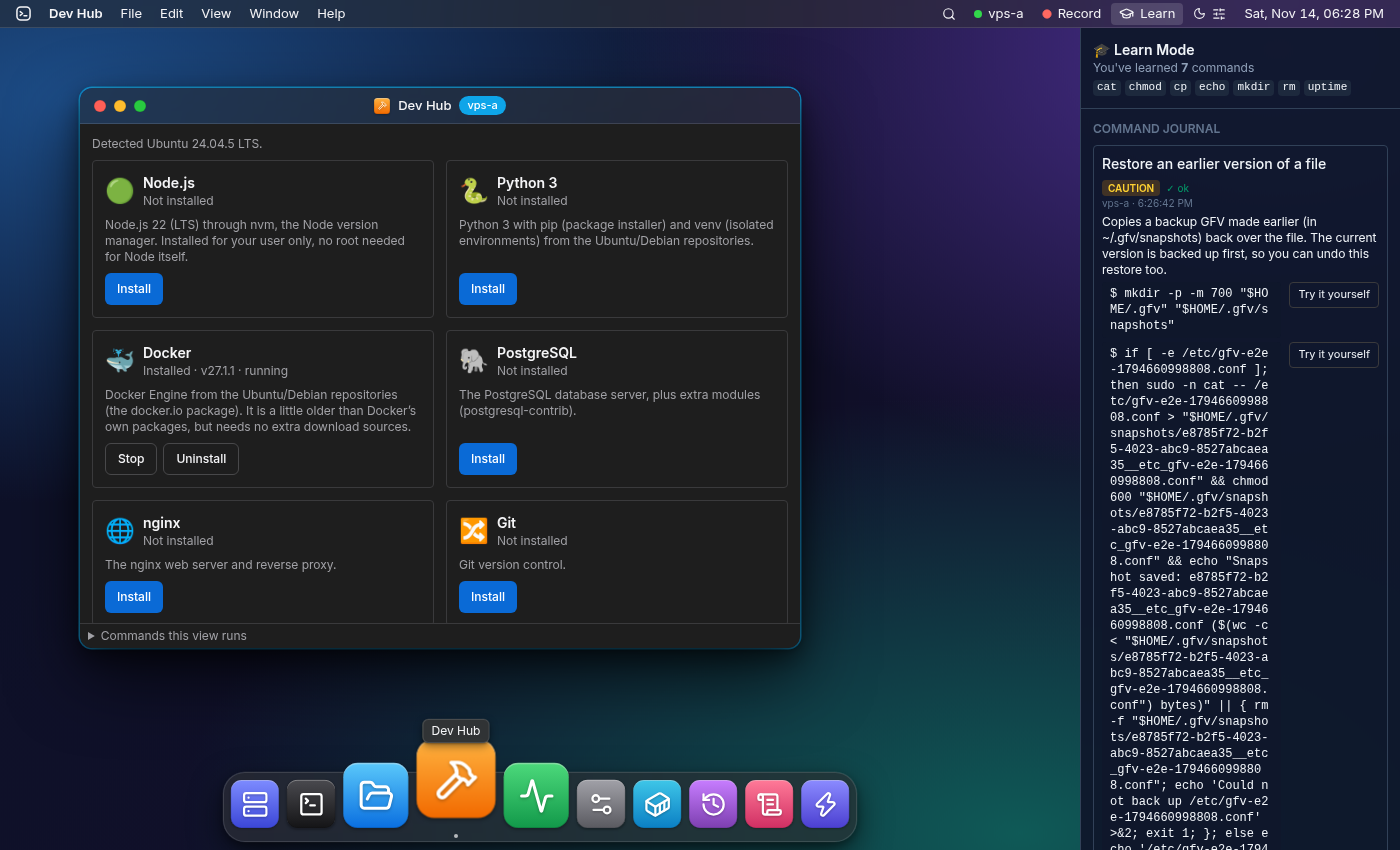 Dev Hub File Edit View Window Help vps-a Record Learn Sat, Nov 14, 06:28 PM
Dev Hub vps-a
Detected Ubuntu 24.04.5 LTS.
Node.js
Not installed
Node.js 22 (LTS) through nvm, the Node version
manager. Installed for your user only, no root needed
for Node itself.
Install
Python 3
Not installed
Python 3 with pip (package installer) and venv (isolated
environments) from the Ubuntu/Debian repositories.
Install
Docker
Installed · v27.1.1 · running
Docker Engine from the Ubuntu/Debian repositories
(the docker.io package). It is a little older than Docker’s
own packages, but needs no extra download sources.
Stop Uninstall
PostgreSQL
Not installed
The PostgreSQL database server, plus extra modules
(postgresql-contrib).
Install
nginx
Not installed
The nginx web server and reverse proxy.
Install
Git
Not installed
Git version control.
Install
Commands this view runs
Dev Hub
Learn Mode
You've learned 7 commands
cat chmod cp echo mkdir rm uptime
COMMAND JOURNAL
Restore an earlier version of a file
CAUTION ✓ ok
vps-a · 6:26:42 PM
Copies a backup GFV made earlier (in
~/.gfv/snapshots) back over the file. The current
version is backed up first, so you can undo this
restore too.
$ mkdir -p -m 700 "$HO
ME/.gfv" "$HOME/.gfv/s
napshots"
Try it yourself
$ if [ -e /etc/gfv-e2e
-1794660998808.conf ];
then sudo -n cat -- /e
tc/gfv-e2e-17946609988
08.conf > "$HOME/.gfv/
snapshots/e8785f72-b2f
5-4023-abc9-8527abcaea
35__etc_gfv-e2e-179466
0998808.conf" && chmod
600 "$HOME/.gfv/snapsh
ots/e8785f72-b2f5-4023
-abc9-8527abcaea35__et
c_gfv-e2e-179466099880
8.conf" && echo "Snaps
hot saved: e8785f72-b2
f5-4023-abc9-8527abcae
a35__etc_gfv-e2e-17946
60998808.conf ($(wc -c
< "$HOME/.gfv/snapshot
s/e8785f72-b2f5-4023-a
bc9-8527abcaea35__etc_
gfv-e2e-1794660998808.
conf") bytes)" || { rm
-f "$HOME/.gfv/snapsho
ts/e8785f72-b2f5-4023-
abc9-8527abcaea35__etc
_gfv-e2e-1794660998080
8.conf"; echo 'Could n
ot back up /etc/gfv-e2
e-1794660998808.conf'
>&2; exit 1; }; else e
cho '/etc/gfv-e2e-1794
Try it yourself